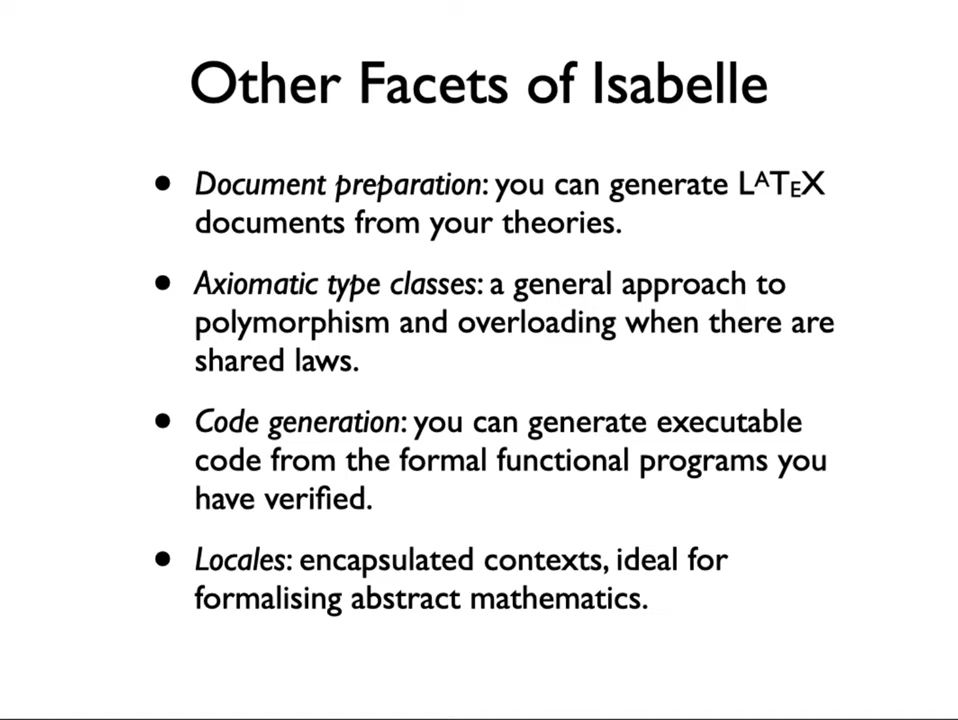 Other Facets of Isabelle
• Document preparation: you can generate LATEX
documents from your theories.
• Axiomatic type classes: a general approach to
polymorphism and overloading when there are
shared laws.
• Code generation: you can generate executable
code from the formal functional programs you
have verified.
• Locales: encapsulated contexts, ideal for
formalising abstract mathematics.